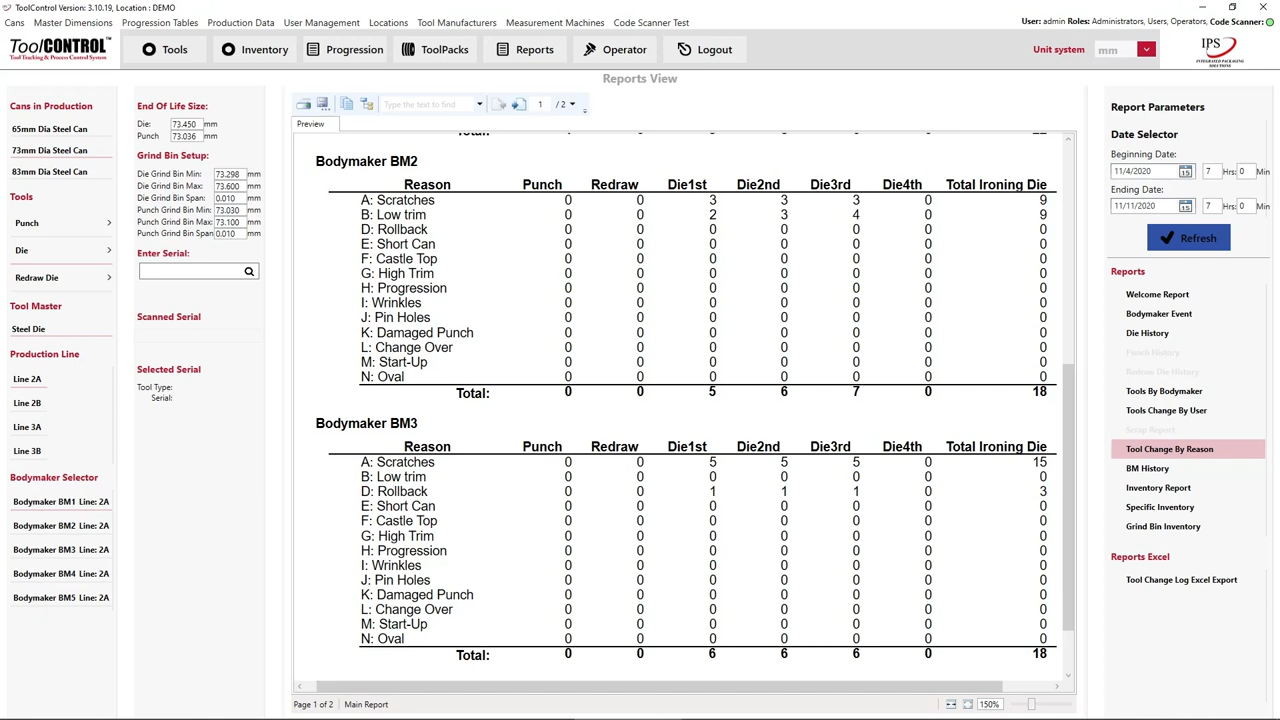 ToolControl Version: 3.10.19, Location : DEMO
Cans Master Dimensions Progression Tables Production Data User Management Locations Tool Manufacturers Measurement Machines Code Scanner Test
User: admin Roles: Administrators, Users, Operators, Code Scanner:
ToolCONTROL™
Tool Tracking & Process Control System
Tools Inventory Progression ToolPacks Reports Operator Logout
Unit system mm
IPS
INTEGRATED PACKAGING SOLUTIONS
Reports View
Cans in Production
65mm Dia Steel Can
73mm Dia Steel Can
83mm Dia Steel Can
Tools
Punch
Die
Redraw Die
Tool Master
Steel Die
Production Line
Line 2A
Line 2B
Line 3A
Line 3B
Bodymaker Selector
Bodymaker BM1 Line: 2A
Bodymaker BM2 Line: 2A
Bodymaker BM3 Line: 2A
Bodymaker BM4 Line: 2A
Bodymaker BM5 Line: 2A
End Of Life Size:
Die: 73.450 mm
Punch 73.036 mm
Grind Bin Setup:
Die Grind Bin Min: 73.298 mm
Die Grind Bin Max: 73.600 mm
Die Grind Bin Span: 0.010 mm
Punch Grind Bin Min: 73.030 mm
Punch Grind Bin Max: 73.100 mm
Punch Grind Bin Span 0.010 mm
Enter Serial:
Scanned Serial
Selected Serial
Tool Type:
Serial:
Type the text to find 1 / 2
Preview
Bodymaker BM2
Reason Punch Redraw Die1st Die2nd Die3rd Die4th Total Ironing Die
A: Scratches 0 0 3 3 3 0 9
B: Low trim 0 0 2 3 4 0 9
D: Rollback 0 0 0 0 0 0 0
E: Short Can 0 0 0 0 0 0 0
F: Castle Top 0 0 0 0 0 0 0
G: High Trim 0 0 0 0 0 0 0
H: Progression 0 0 0 0 0 0 0
I: Wrinkles 0 0 0 0 0 0 0
J: Pin Holes 0 0 0 0 0 0 0
K: Damaged Punch 0 0 0 0 0 0 0
L: Change Over 0 0 0 0 0 0 0
M: Start-Up 0 0 0 0 0 0 0
N: Oval 0 0 0 0 0 0 0
Total: 0 0 5 6 7 0 18
Bodymaker BM3
Reason Punch Redraw Die1st Die2nd Die3rd Die4th Total Ironing Die
A: Scratches 0 0 5 5 5 0 15
B: Low trim 0 0 0 0 0 0 0
D: Rollback 0 0 1 1 1 0 3
E: Short Can 0 0 0 0 0 0 0
F: Castle Top 0 0 0 0 0 0 0
G: High Trim 0 0 0 0 0 0 0
H: Progression 0 0 0 0 0 0 0
I: Wrinkles 0 0 0 0 0 0 0
J: Pin Holes 0 0 0 0 0 0 0
K: Damaged Punch 0 0 0 0 0 0 0
L: Change Over 0 0 0 0 0 0 0
M: Start-Up 0 0 0 0 0 0 0
N: Oval 0 0 0 0 0 0 0
Total: 0 0 6 6 6 0 18
Page 1 of 2 Main Report 150%
Report Parameters
Date Selector
Beginning Date:
11/4/2020 15 7 Hrs: 0 Min
Ending Date:
11/11/2020 15 7 Hrs: 0 Min
Refresh
Reports
Welcome Report
Bodymaker Event
Die History
Punch History
Redraw Die History
Tools By Bodymaker
Tools Change By User
Scrap Report
Tool Change By Reason
BM History
Inventory Report
Specific Inventory
Grind Bin Inventory
Reports Excel
Tool Change Log Excel Export